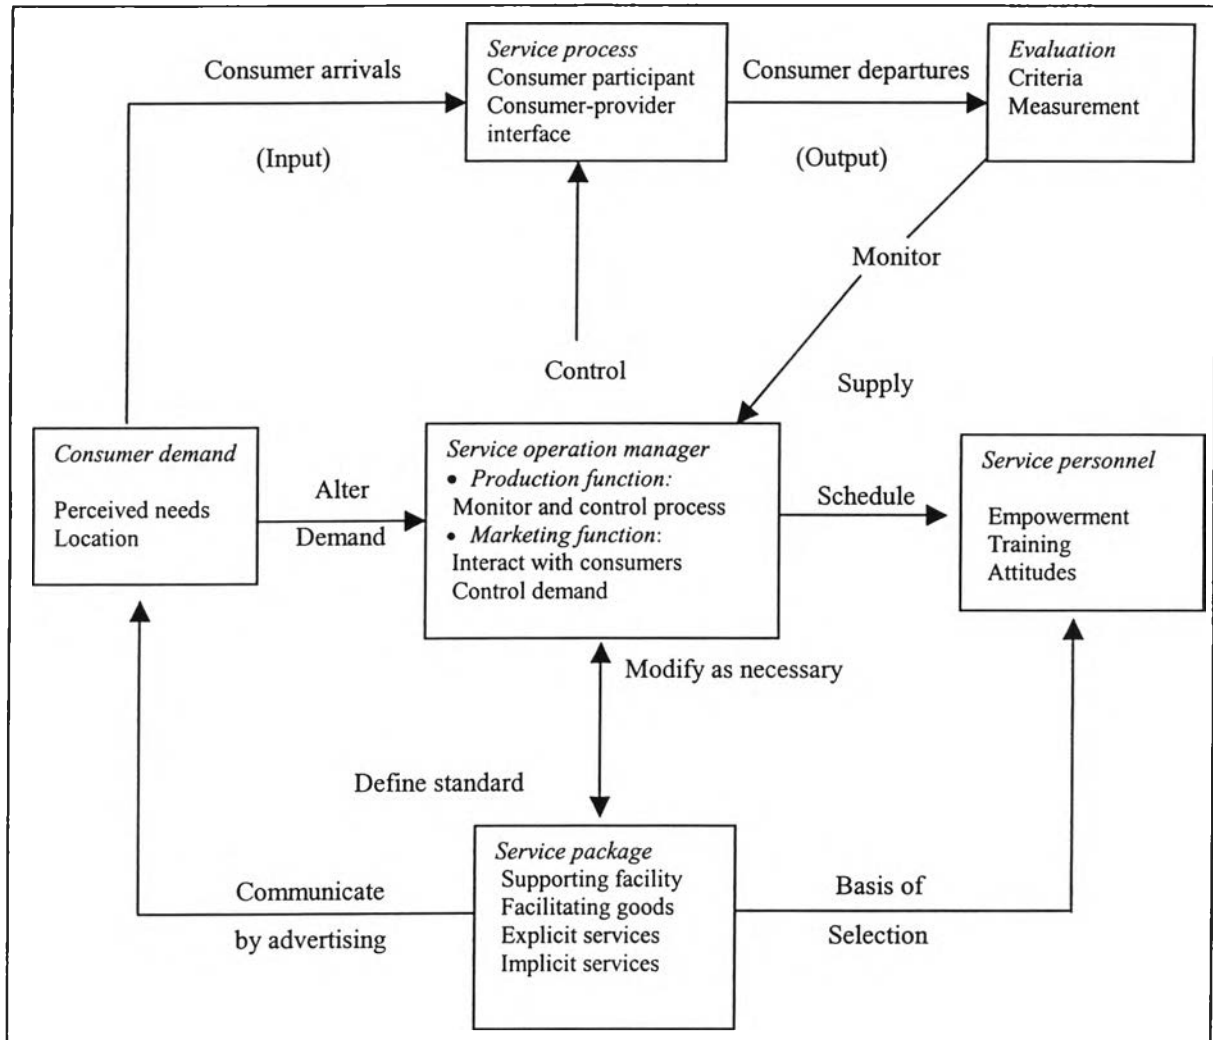 Service process
Consumer participant
Consumer-provider
interface
Consumer arrivals
(Input)
Consumer departures
(Output)
Evaluation
Criteria
Measurement
Monitor
Control
Supply
Consumer demand
Perceived needs
Location
Alter
Demand
Service operation manager
• Production function:
Monitor and control process
• Marketing function:
Interact with consumers
Control demand
Schedule
Service personnel
Empowerment
Training
Attitudes
Modify as necessary
Define standard
Service package
Supporting facility
Facilitating goods
Explicit services
Implicit services
Communicate
by advertising
Basis of
Selection